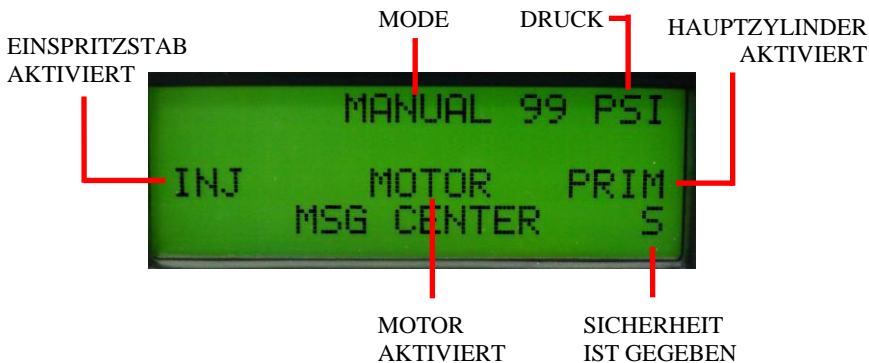 MODE
DRUCK
HAUPTZYLINDER
AKTIVIERT
EINSPRITZSTAB
AKTIVIERT
MANUAL 99 PSI
INJ MOTOR PRIM
MSG CENTER S
MOTOR
AKTIVIERT
SICHERHEIT
IST GEGEBEN